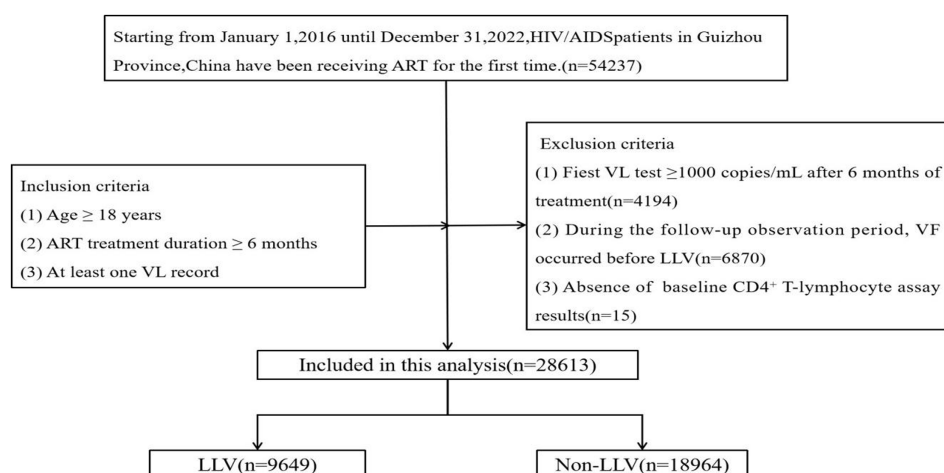 Starting from January 1,2016 until December 31,2022,HIV/AIDSpatients in Guizhou
Province,China have been receiving ART for the first time.(n=54237)
Inclusion criteria
(1) Age ≥ 18 years
(2) ART treatment duration ≥ 6 months
(3) At least one VL record
Exclusion criteria
(1) Fiest VL test ≥1000 copies/mL after 6 months of
treatment(n=4194)
(2) During the follow-up observation period, VF
occurred before LLV(n=6870)
(3) Absence of baseline CD4⁺ T-lymphocyte assay
results(n=15)
Included in this analysis(n=28613)
LLV(n=9649)
Non-LLV(n=18964)